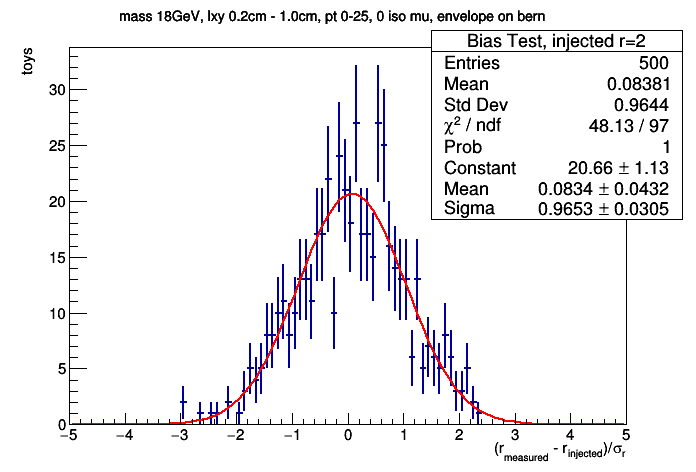 mass 18GeV, lxy 0.2cm - 1.0cm, pt 0-25, 0 iso mu, envelope on bern
Bias Test, injected r=2
Entries 500
Mean 0.08381
Std Dev 0.9644
χ² / ndf 48.13 / 97
Prob 1
Constant 20.66 ± 1.13
Mean 0.0834 ± 0.0432
Sigma 0.9653 ± 0.0305
toys
30
25
20
15
10
5
0
−5 −4 −3 −2 −1 0 1 2 3 4 5
(r_measured - r_injected)/σ_r